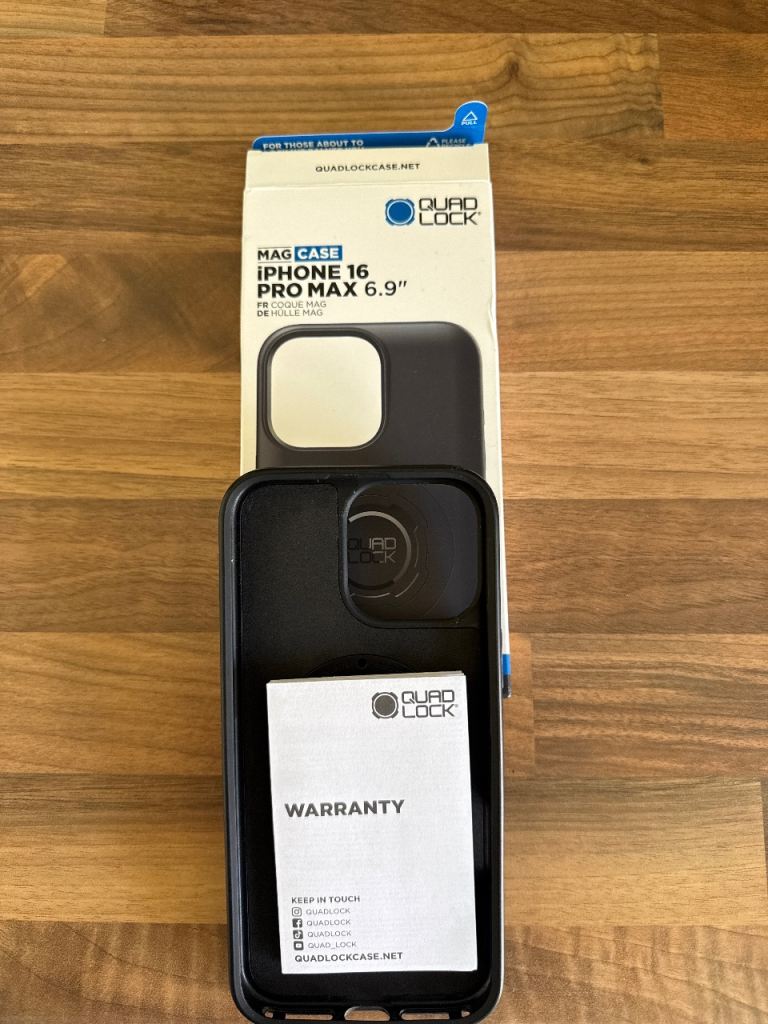 FOR THOSE ABOUT TO
PULL
PLEASE
QUADLOCKCASE.NET
QUAD
LOCK®
MAG CASE
iPHONE 16
PRO MAX 6.9"
FR COQUE MAG
DE HÜLLE MAG
QUAD
LOCK
QUAD
LOCK®
WARRANTY
KEEP IN TOUCH
QUADLOCK
QUADLOCK
QUADLOCK
QUAD_LOCK
QUADLOCKCASE.NET